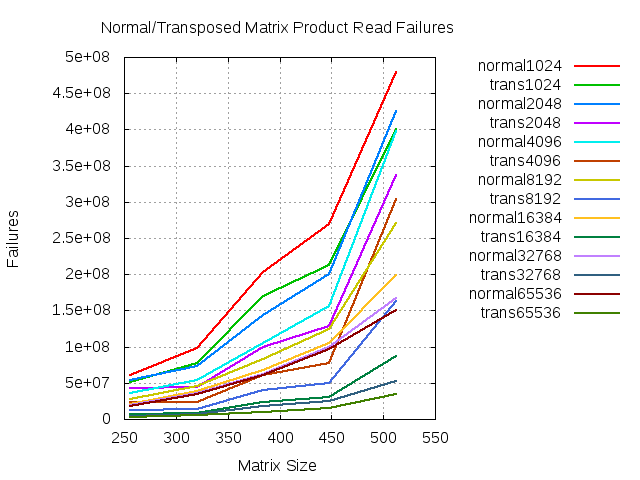 Normal/Transposed Matrix Product Read Failures
5e+08
4.5e+08
4e+08
3.5e+08
3e+08
2.5e+08
2e+08
1.5e+08
1e+08
5e+07
0
250 300 350 400 450 500 550
Failures
Matrix Size
normal1024
trans1024
normal2048
trans2048
normal4096
trans4096
normal8192
trans8192
normal16384
trans16384
normal32768
trans32768
normal65536
trans65536